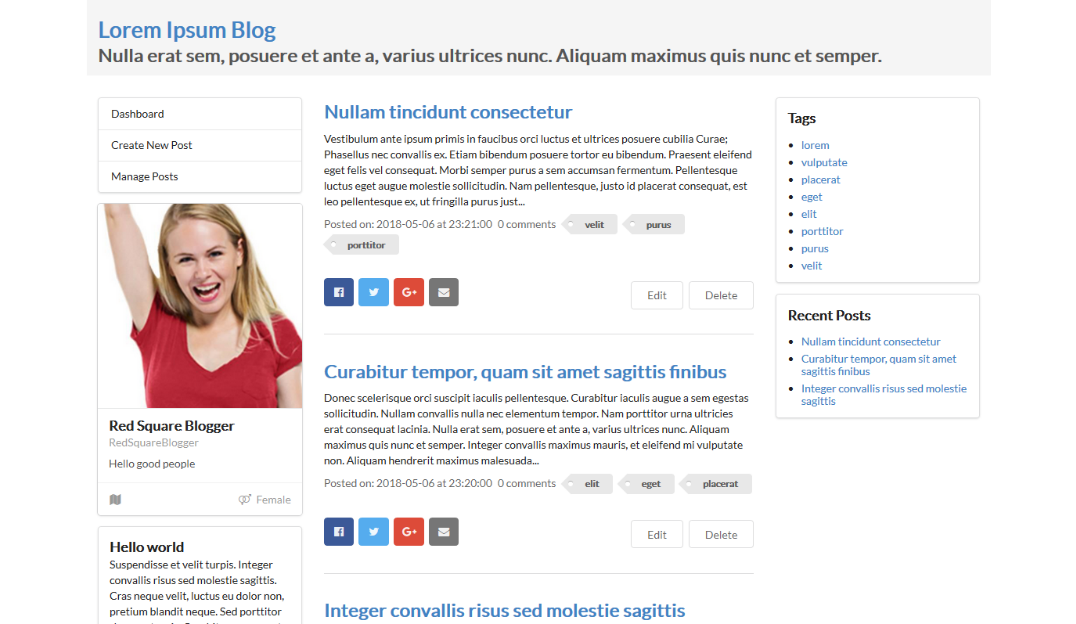 Lorem Ipsum Blog
Nulla erat sem, posuere et ante a, varius ultrices nunc. Aliquam maximus quis nunc et semper.
Dashboard
Create New Post
Manage Posts
Red Square Blogger
RedSquareBlogger
Hello good people
Female
Hello world
Suspendisse et velit turpis. Integer
convallis risus sed molestie sagittis.
Cras neque velit, luctus eu dolor non,
pretium blandit neque. Sed porttitor
Nullam tincidunt consectetur
Vestibulum ante ipsum primis in faucibus orci luctus et ultrices posuere cubilia Curae;
Phasellus nec convallis ex. Etiam bibendum posuere tortor eu bibendum. Praesent eleifend
eget felis vel consequat. Morbi semper purus a sem accumsan fermentum. Pellentesque
luctus eget augue molestie sollicitudin. Nam pellentesque, justo id placerat consequat, est
leo pellentesque ex, ut fringilla purus just...
Posted on: 2018-05-06 at 23:21:00 0 comments velit purus
porttitor
G+
Edit Delete
Curabitur tempor, quam sit amet sagittis finibus
Donec scelerisque orci suscipit iaculis pellentesque. Curabitur iaculis augue a sem egestas
sollicitudin. Nullam convallis nulla nec elementum tempor. Nam porttitor urna ultricies
erat consequat lacinia. Nulla erat sem, posuere et ante a, varius ultrices nunc. Aliquam
maximus quis nunc et semper. Integer convallis maximus mauris, et eleifend mi vulputate
non. Aliquam hendrerit maximus malesuada...
Posted on: 2018-05-06 at 23:20:00 0 comments elit eget placerat
G+
Edit Delete
Integer convallis risus sed molestie sagittis
Tags
lorem
vulputate
placerat
eget
elit
porttitor
purus
velit
Recent Posts
Nullam tincidunt consectetur
Curabitur tempor, quam sit amet
sagittis finibus
Integer convallis risus sed molestie
sagittis